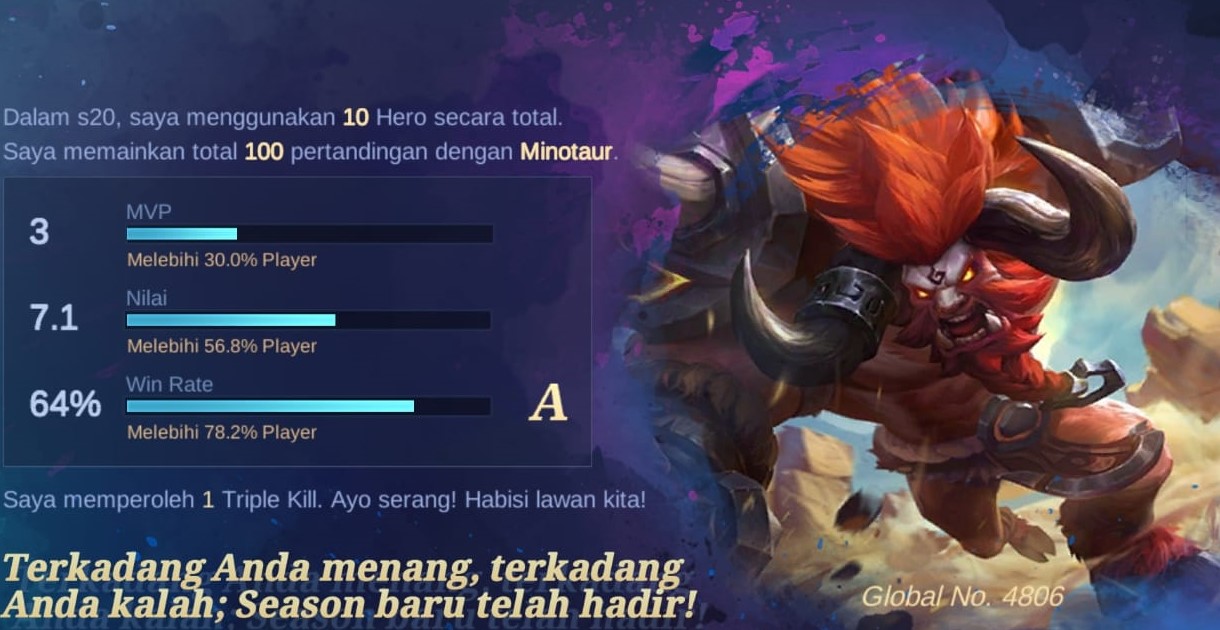 Dalam s20, saya menggunakan 10 Hero secara total.
Saya memainkan total 100 pertandingan dengan Minotaur.
3
MVP
Melebihi 30.0% Player
7.1
Nilai
Melebihi 56.8% Player
64%
Win Rate
Melebihi 78.2% Player
A
Saya memperoleh 1 Triple Kill. Ayo serang! Habisi lawan kita!
Terkadang Anda menang, terkadang
Anda kalah; Season baru telah hadir!
Global No. 4806